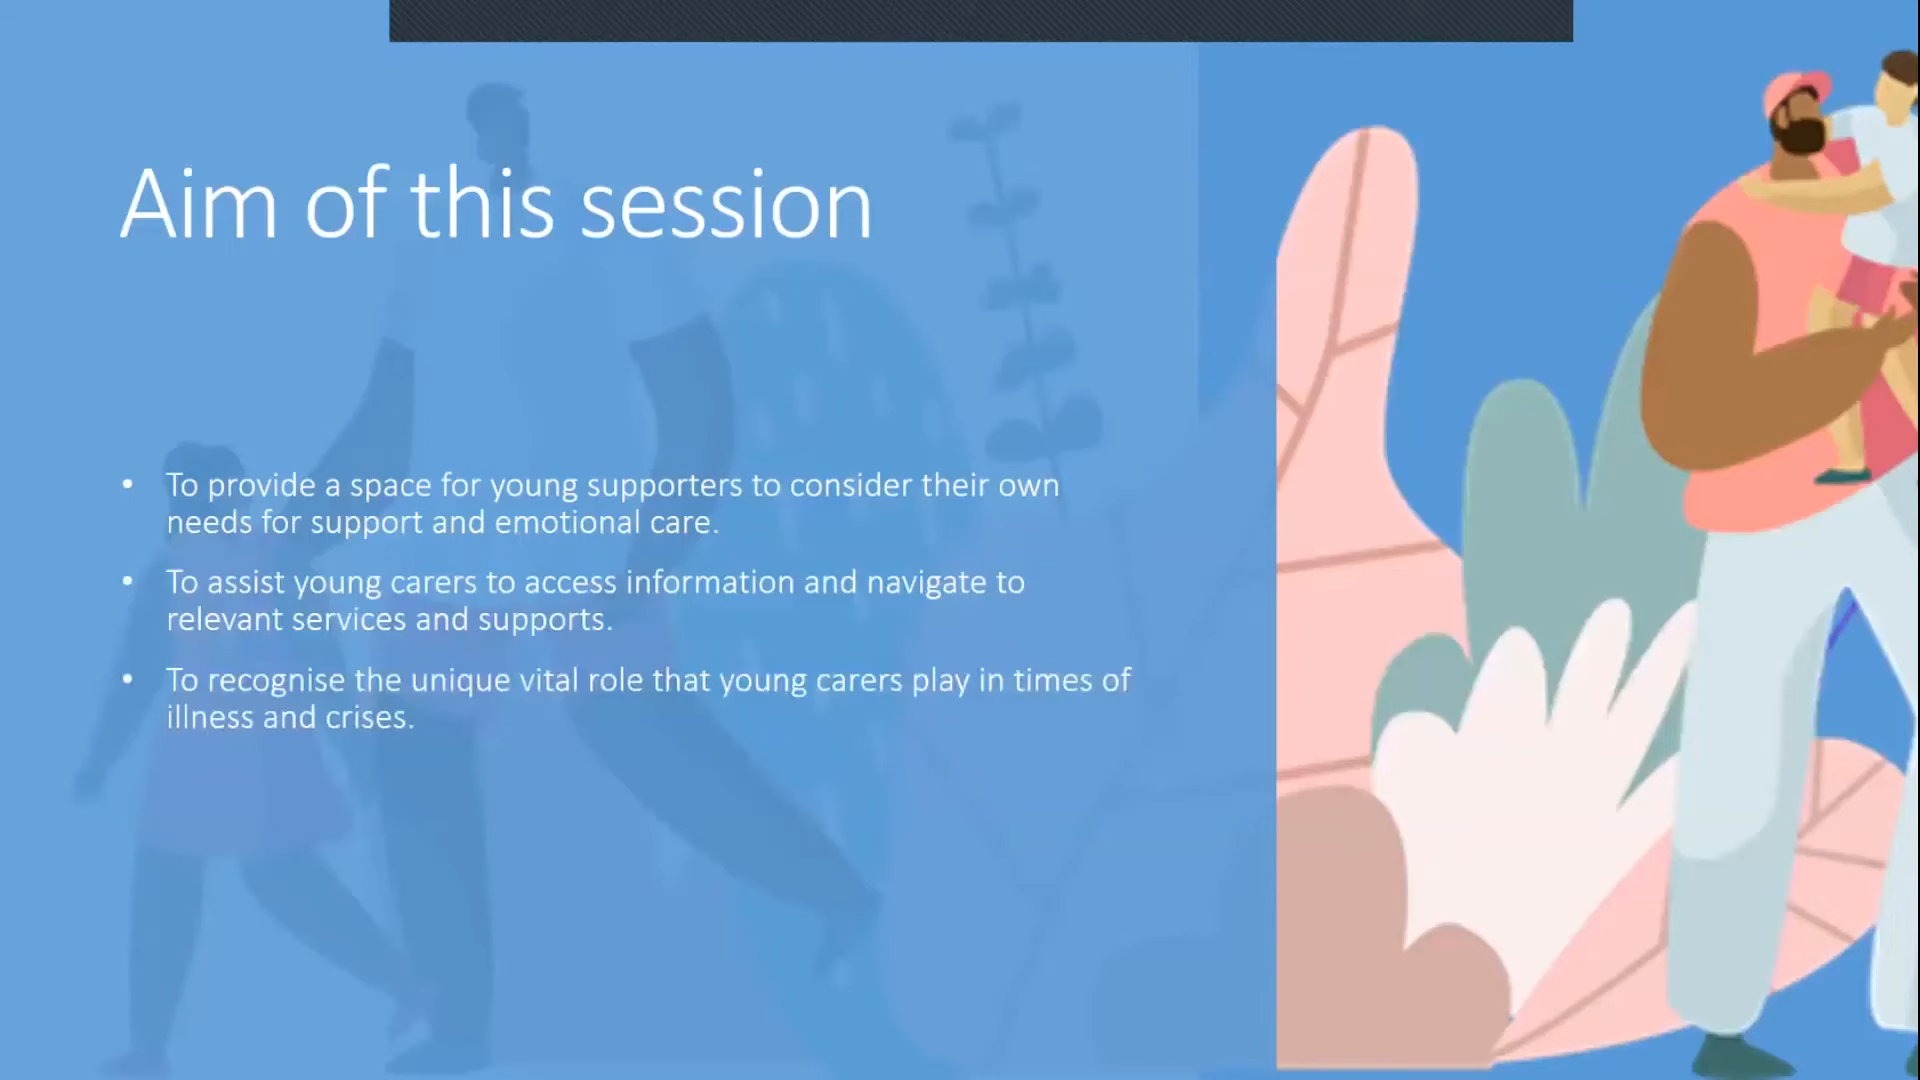 Aim of this session
• To provide a space for young supporters to consider their own
needs for support and emotional care.
• To assist young carers to access information and navigate to
relevant services and supports.
• To recognise the unique vital role that young carers play in times of
illness and crises.